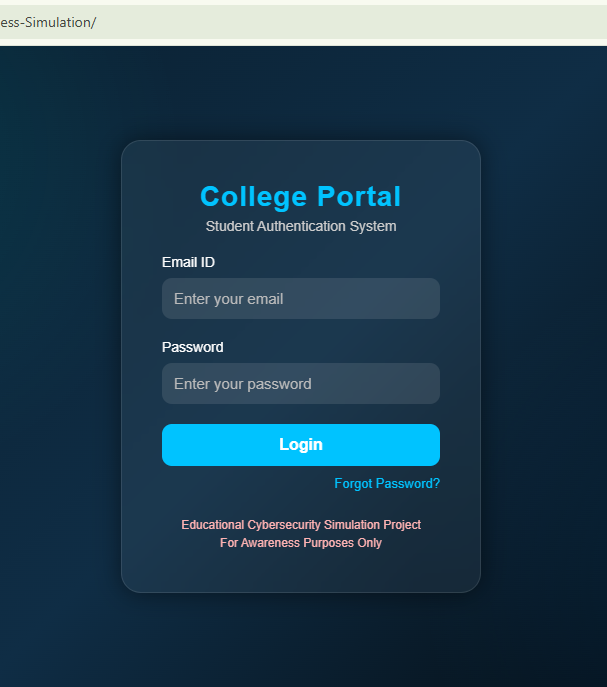 ess-Simulation/
College Portal
Student Authentication System
Email ID
Enter your email
Password
Enter your password
Login
Forgot Password?
Educational Cybersecurity Simulation Project
For Awareness Purposes Only